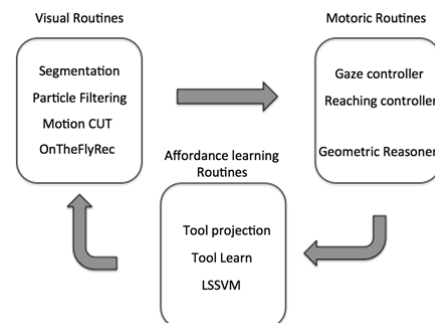 Visual Routines
Segmentation
Particle Filtering
Motion CUT
OnTheFlyRec
Motoric Routines
Gaze controller
Reaching controller
Geometric Reasoner
Affordance learning
Routines
Tool projection
Tool Learn
LSSVM